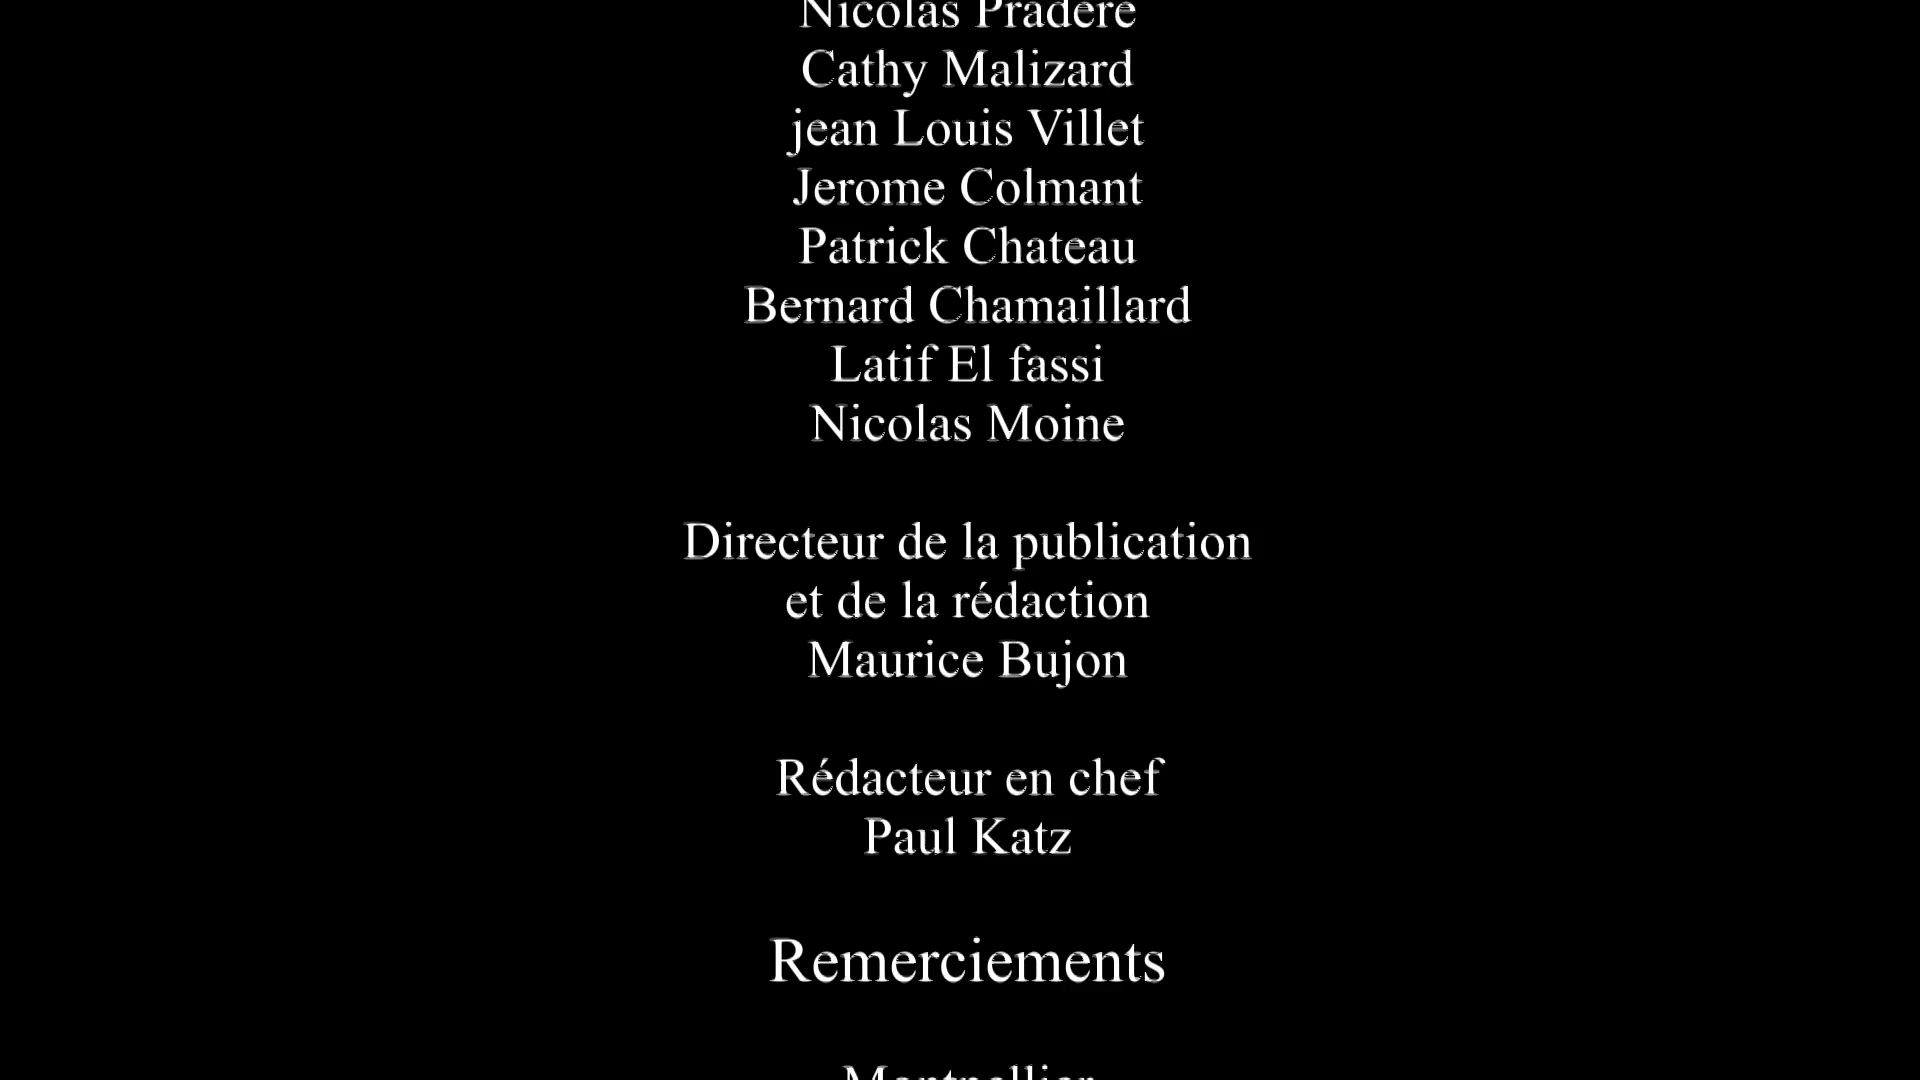 Nicolas Pradere
Cathy Malizard
jean Louis Villet
Jerome Colmant
Patrick Chateau
Bernard Chamaillard
Latif El fassi
Nicolas Moine
Directeur de la publication
et de la rédaction
Maurice Bujon
Rédacteur en chef
Paul Katz
Remerciements
Montpellier